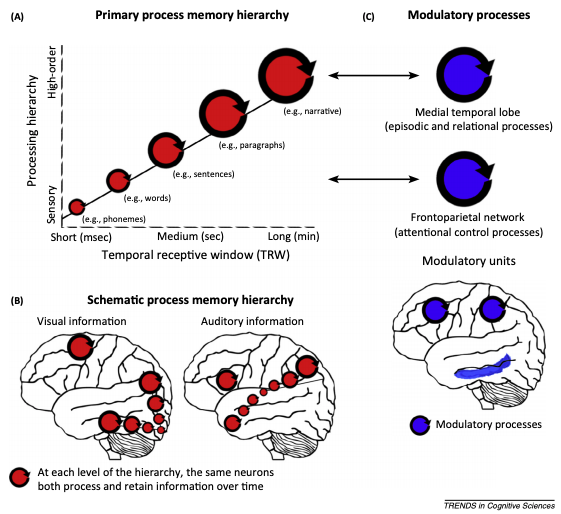 (A)
Primary process memory hierarchy
Processing hierarchy
High-order
Sensory
(e.g., narrative)
(e.g., paragraphs)
(e.g., sentences)
(e.g., words)
(e.g., phonemes)
Short (msec)
Medium (sec)
Long (min)
Temporal receptive window (TRW)
(C)
Modulatory processes
Medial temporal lobe
(episodic and relational processes)
Frontoparietal network
(attentional control processes)
Modulatory units
Modulatory processes
(B)
Schematic process memory hierarchy
Visual information
Auditory information
At each level of the hierarchy, the same neurons
both process and retain information over time
TRENDS in Cognitive Sciences